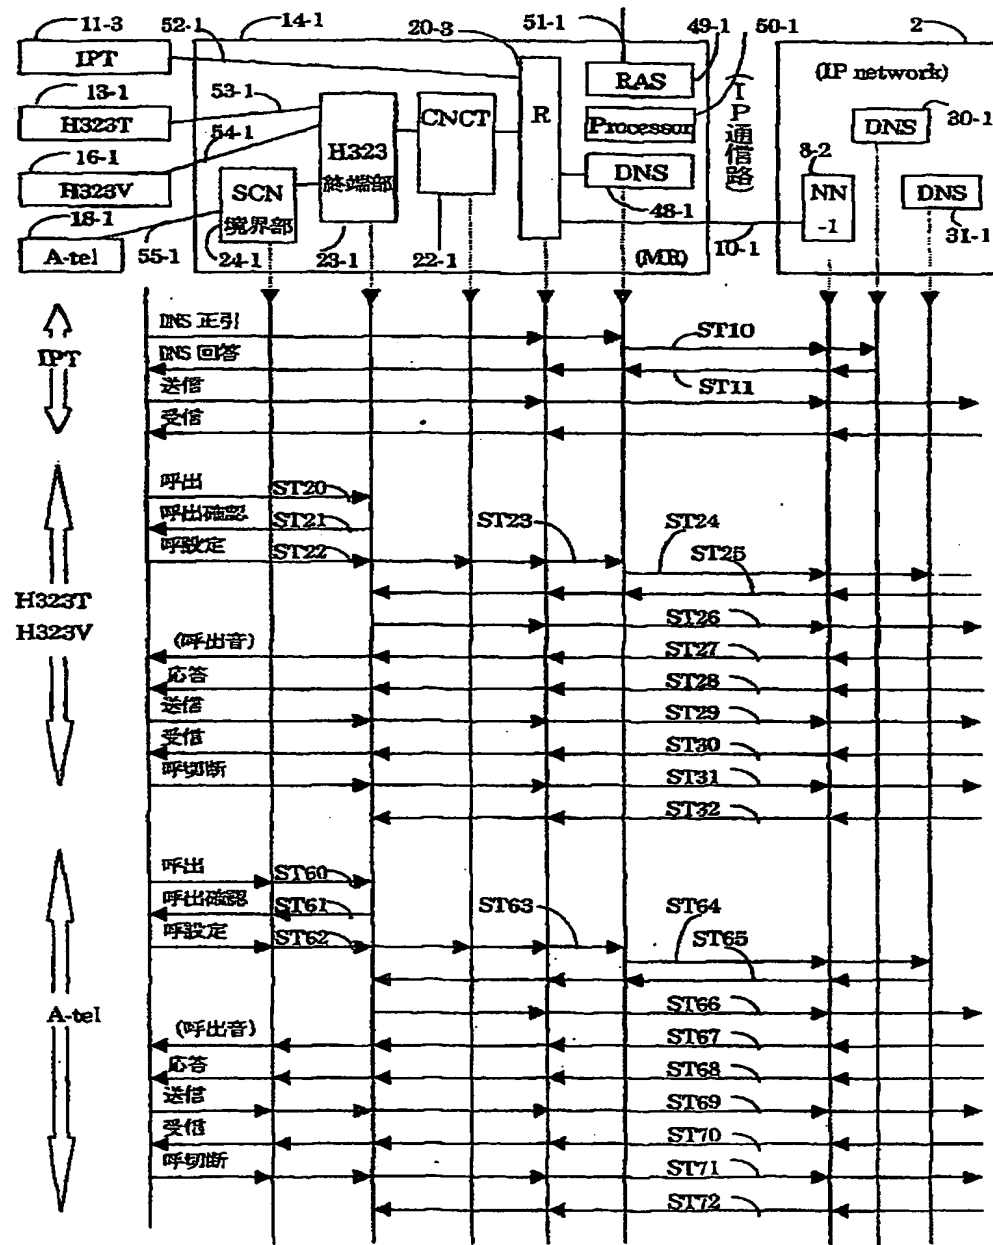 11-3 52-1 14-1 20-3 51-1 49-1 50-1 2
IPT
RAS
(IP network)
13-1 53-1
30-1
H323T
CNCT
R
Processor
DNS
54-1
H323
終端部
(IP通信路)
16-1
8-2
H323V
SCN
境界部
DNS
NN
-1
DNS
18-1
48-1
31-1
A-tel
55-1 24-1 23-1 22-1 (MR) 10-1
IPT
DNS 正引
ST10
DNS 回答
ST11
送信
受信
H323T
H323V
呼出 ST20
呼出確認 ST21
ST23 ST24
呼設定 ST22
ST25
ST26
(呼出音) ST27
応答 ST28
送信 ST29
受信 ST30
呼切断 ST31
ST32
A-tel
呼出 ST60
呼出確認 ST61
ST63 ST64
呼設定 ST62
ST65
ST66
(呼出音) ST67
応答 ST68
送信 ST69
受信 ST70
呼切断 ST71
ST72